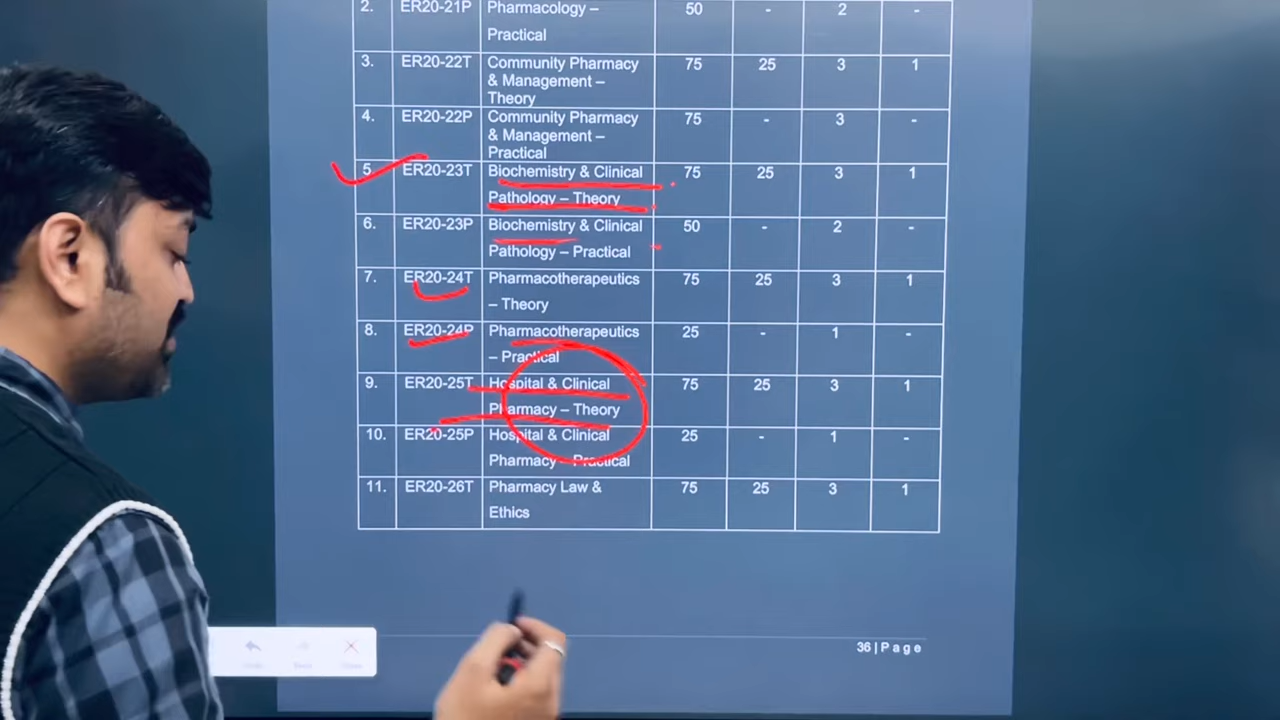 2. ER20-21P Pharmacology – 50 - 2 -
Practical
3. ER20-22T Community Pharmacy 75 25 3 1
& Management –
Theory
4. ER20-22P Community Pharmacy 75 - 3 -
& Management –
Practical
5 ER20-23T Biochemistry & Clinical 75 25 3 1
Pathology – Theory
6. ER20-23P Biochemistry & Clinical 50 - 2 -
Pathology – Practical
7. ER20-24T Pharmacotherapeutics 75 25 3 1
– Theory
8. ER20-24P Pharmacotherapeutics 25 - 1 -
– Practical
9. ER20-25T Hospital & Clinical 75 25 3 1
Pharmacy – Theory
10. ER20-25P Hospital & Clinical 25 - 1 -
Pharmacy – Practical
11. ER20-26T Pharmacy Law & 75 25 3 1
Ethics
36 | P a g e